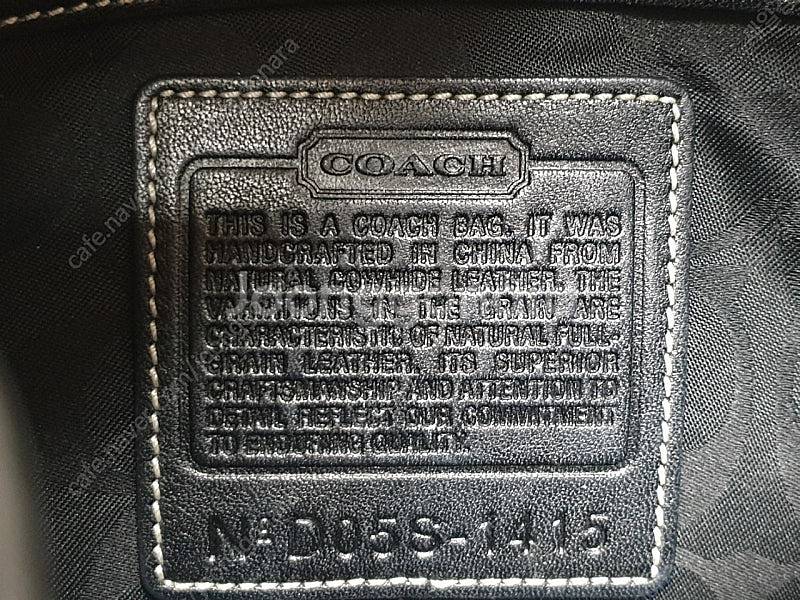 COACH
THIS IS A COACH BAG. IT WAS
HANDCRAFTED IN CHINA FROM
NATURAL COWHIDE LEATHER. THE
VARIATIONS IN THE GRAIN ARE
CHARACTERISTIC OF NATURAL FULL-
GRAIN LEATHER. ITS SUPERIOR
CRAFTSMANSHIP AND ATTENTION TO
DETAIL REFLECT OUR COMMITMENT
TO ENDURING QUALITY.
Nº D05S-1415